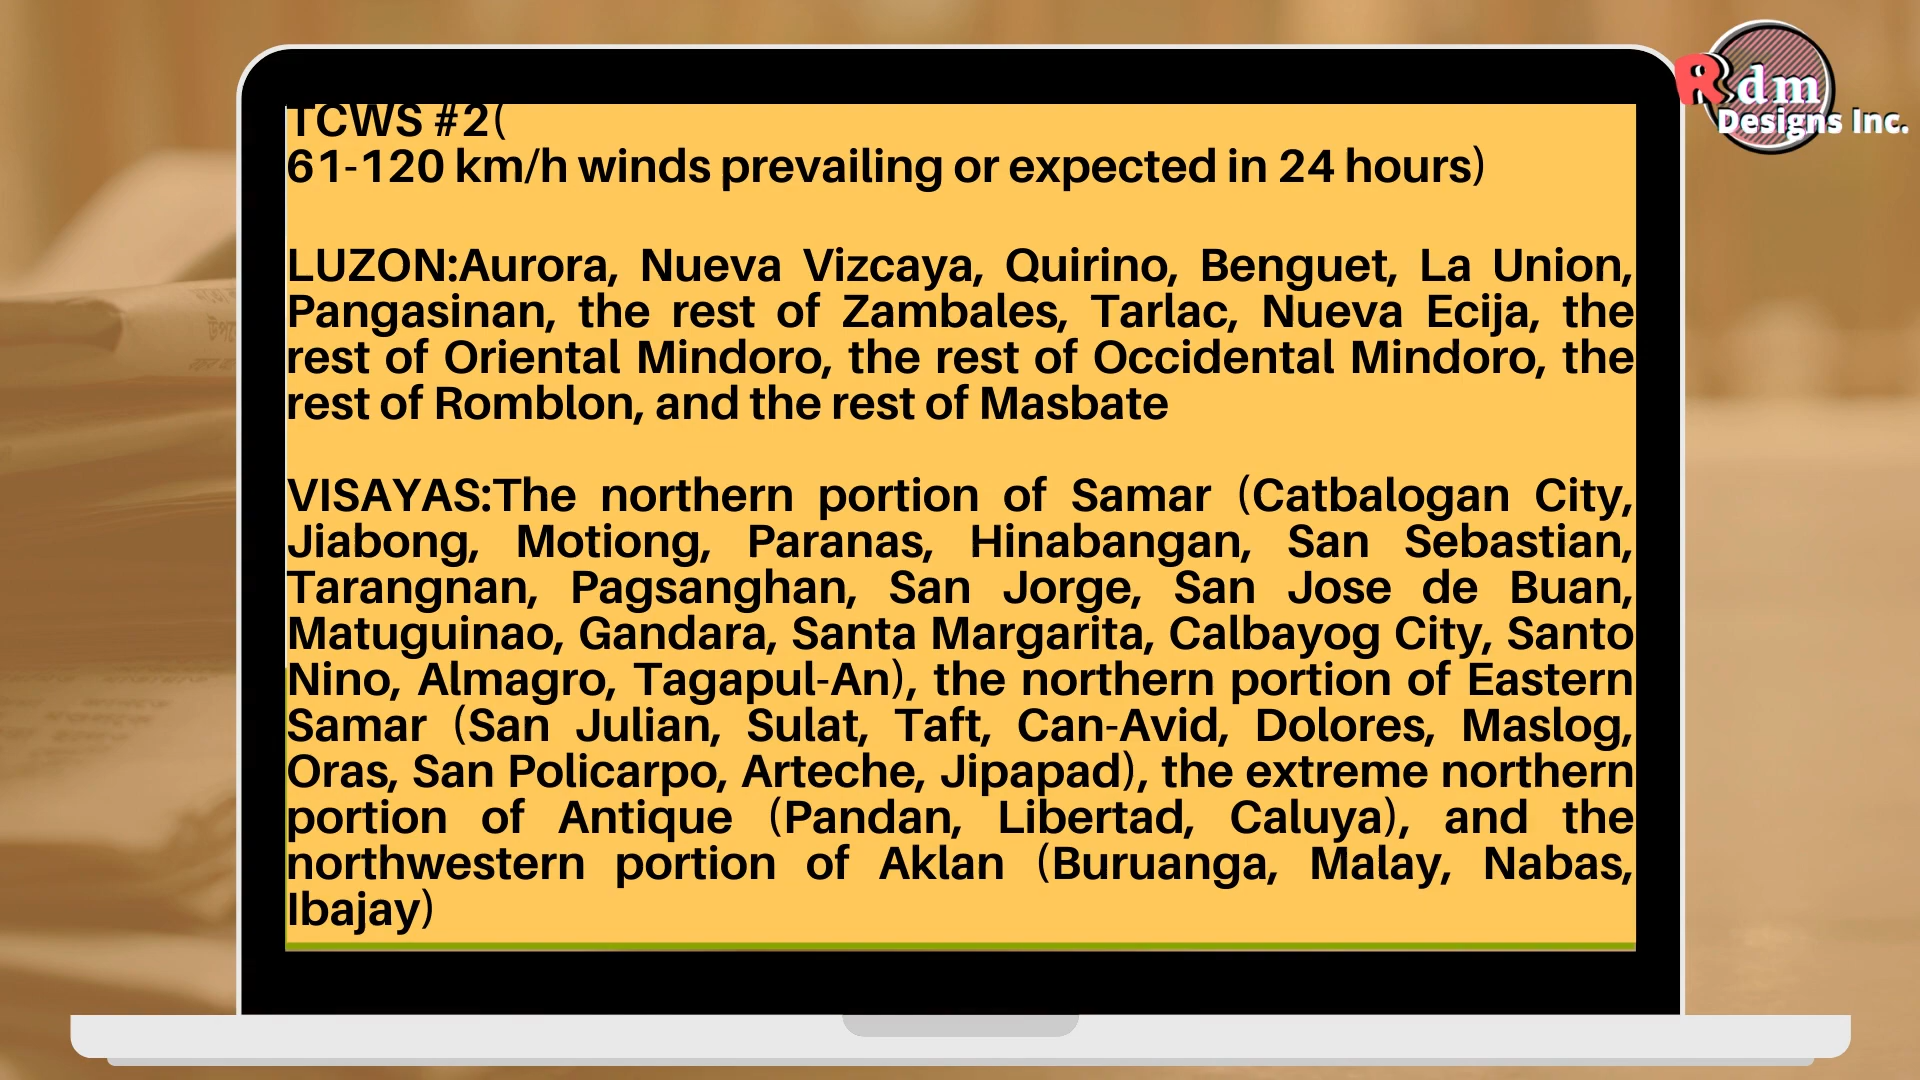 Rdm
Designs Inc.
TCWS #2(
61-120 km/h winds prevailing or expected in 24 hours)
LUZON:Aurora, Nueva Vizcaya, Quirino, Benguet, La Union,
Pangasinan, the rest of Zambales, Tarlac, Nueva Ecija, the
rest of Oriental Mindoro, the rest of Occidental Mindoro, the
rest of Romblon, and the rest of Masbate
VISAYAS:The northern portion of Samar (Catbalogan City,
Jiabong, Motiong, Paranas, Hinabangan, San Sebastian,
Tarangnan, Pagsanghan, San Jorge, San Jose de Buan,
Matuguinao, Gandara, Santa Margarita, Calbayog City, Santo
Nino, Almagro, Tagapul-An), the northern portion of Eastern
Samar (San Julian, Sulat, Taft, Can-Avid, Dolores, Maslog,
Oras, San Policarpo, Arteche, Jipapad), the extreme northern
portion of Antique (Pandan, Libertad, Caluya), and the
northwestern portion of Aklan (Buruanga, Malay, Nabas,
Ibajay)